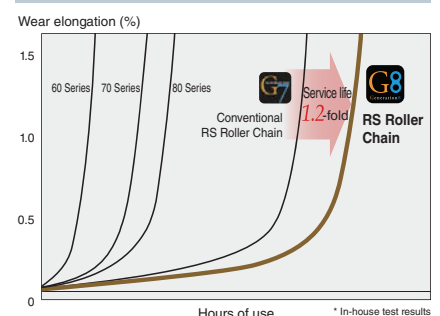 Wear elongation (%)
1.5
1.0
0.5
0
60 Series
70 Series
80 Series
G7
Conventional
RS Roller Chain
Service life
1.2-fold
G8
Generation8
RS Roller
Chain
Hours of use
* In-house test results